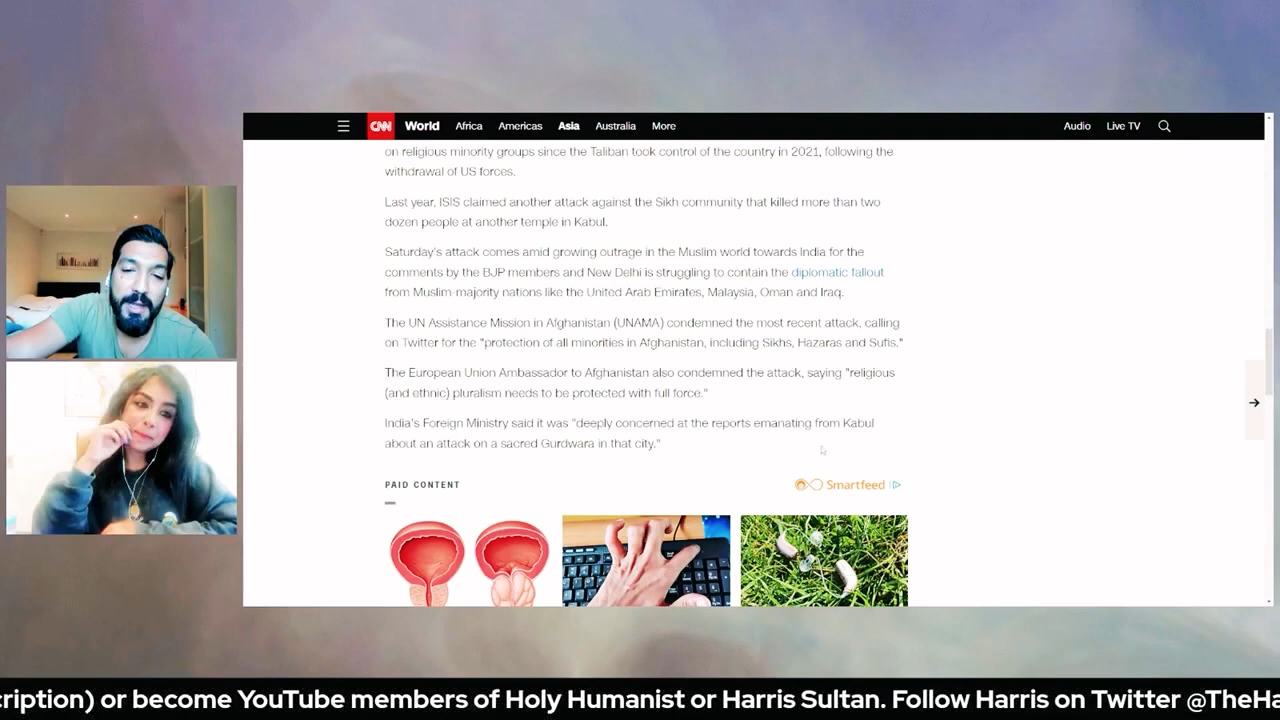 CNN World Africa Americas Asia Australia More Audio Live TV
on religious minority groups since the Taliban took control of the country in 2021, following the
withdrawal of US forces.
Last year, ISIS claimed another attack against the Sikh community that killed more than two
dozen people at another temple in Kabul.
Saturday's attack comes amid growing outrage in the Muslim world towards India for the
comments by the BJP members and New Delhi is struggling to contain the diplomatic fallout
from Muslim-majority nations like the United Arab Emirates, Malaysia, Oman and Iraq.
The UN Assistance Mission in Afghanistan (UNAMA) condemned the most recent attack, calling
on Twitter for the "protection of all minorities in Afghanistan, including Sikhs, Hazaras and Sufis."
The European Union Ambassador to Afghanistan also condemned the attack, saying "religious
(and ethnic) pluralism needs to be protected with full force."
India's Foreign Ministry said it was "deeply concerned at the reports emanating from Kabul
about an attack on a sacred Gurdwara in that city."
PAID CONTENT
Smartfeed
cription) or become YouTube members of Holy Humanist or Harris Sultan. Follow Harris on Twitter @TheHa